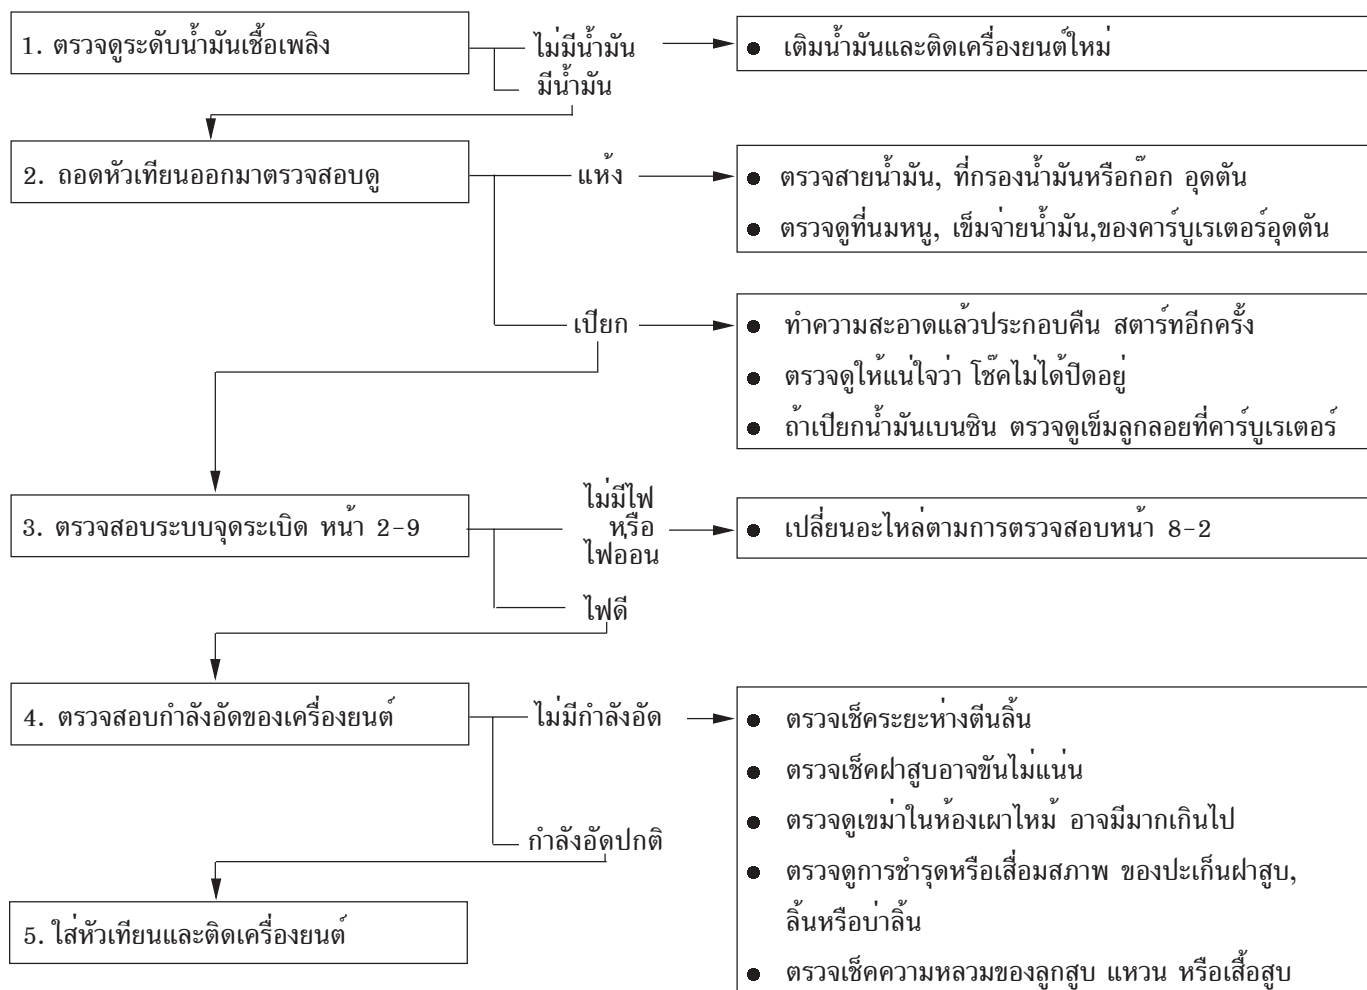 1. ตรวจดูระดับน้ำมันเชื้อเพลิง
ไม่มีน้ำมัน
● เติมน้ำมันและติดเครื่องยนต์ใหม่
มีน้ำมัน
2. ถอดหัวเทียนออกมาตรวจสอบดู
แห้ง
● ตรวจสายน้ำมัน, ที่กรองน้ำมันหรือก๊อก อุดตัน
● ตรวจดูที่นมหนู, เข็มจ่ายน้ำมัน,ของคาร์บูเรเตอร์อุดตัน
เปียก
● ทำความสะอาดแล้วประกอบคืน สตาร์ทอีกครั้ง
● ตรวจดูให้แน่ใจว่า โช๊คไม่ได้ปิดอยู่
● ถ้าเปียกน้ำมันเบนซิน ตรวจดูเข็มลูกลอยที่คาร์บูเรเตอร์
3. ตรวจสอบระบบจุดระเบิด หน้า 2-9
ไม่มีไฟ
หรือ
ไฟอ่อน
● เปลี่ยนอะไหล่ตามการตรวจสอบหน้า 8-2
ไฟดี
4. ตรวจสอบกำลังอัดของเครื่องยนต์
ไม่มีกำลังอัด
● ตรวจเช็คระยะห่างตีนลิ้น
● ตรวจเช็คฝาสูบอาจขันไม่แน่น
● ตรวจดูเขม่าในห้องเผาไหม้ อาจมีมากเกินไป
● ตรวจดูการชำรุดหรือเสื่อมสภาพ ของปะเก็นฝาสูบ,
ลิ้นหรือบ่าลิ้น
● ตรวจเช็คความหลวมของลูกสูบ แหวน หรือเสื้อสูบ
กำลังอัดปกติ
5. ใส่หัวเทียนและติดเครื่องยนต์